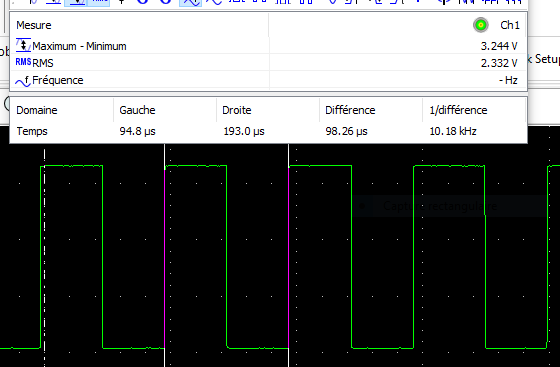 Mesure Ch1
Maximum - Minimum 3.244 V
RMS RMS 2.332 V
Fréquence - Hz
k Setup
Domaine Gauche Droite Différence 1/différence
Temps 94.8 µs 193.0 µs 98.26 µs 10.18 kHz